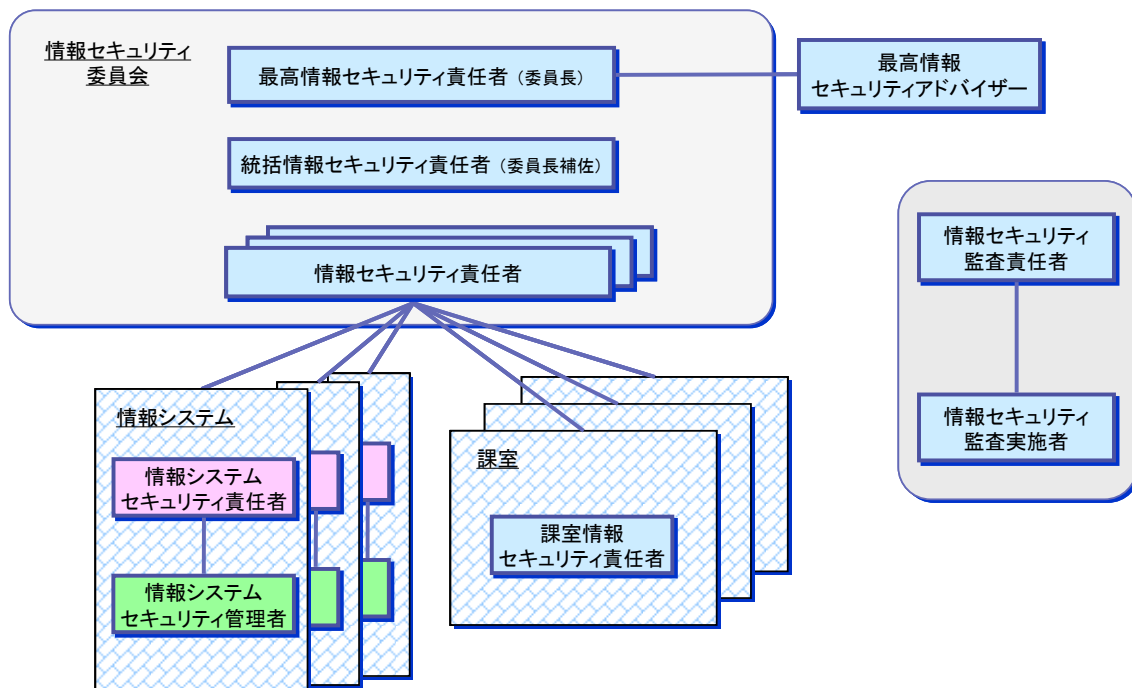 情報セキュリティ
委員会
最高情報セキュリティ責任者（委員長）
最高情報
セキュリティアドバイザー
統括情報セキュリティ責任者（委員長補佐）
情報セキュリティ責任者
情報セキュリティ
監査責任者
情報セキュリティ
監査実施者
情報システム
情報システム
セキュリティ責任者
情報システム
セキュリティ管理者
課室
課室情報
セキュリティ責任者